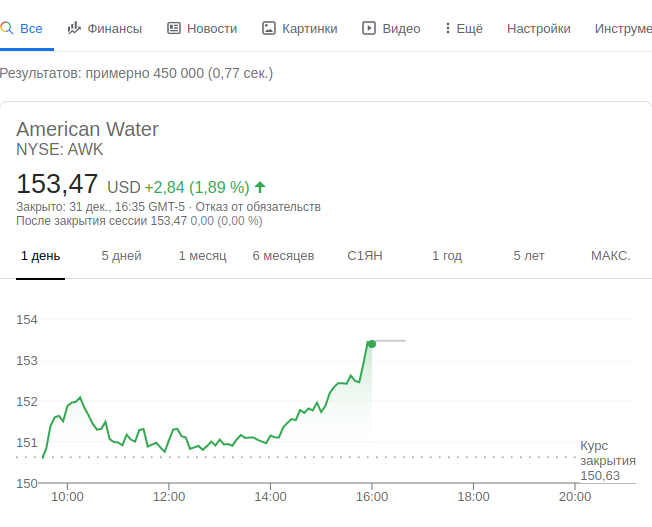 Все Финансы Новости Картинки Видео Ещё Настройки Инструме
Результатов: примерно 450 000 (0,77 сек.)
American Water
NYSE: AWK
153,47 USD +2,84 (1,89 %)
Закрыто: 31 дек., 16:35 GMT-5 · Отказ от обязательств
После закрытия сессии 153,47 0,00 (0,00 %)
1 день 5 дней 1 месяц 6 месяцев С1ЯН 1 год 5 лет МАКС.
154
153
152
151
150
Курс
закрытия
150,63
10:00 12:00 14:00 16:00 18:00 20:00